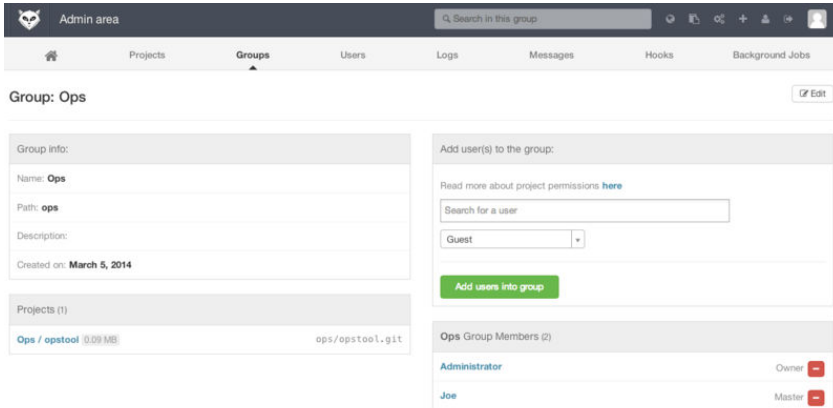 Admin area
Search in this group
Projects
Groups
Users
Logs
Messages
Hooks
Background Jobs
Group: Ops
Edit
Group info:
Name: Ops
Path: ops
Description:
Created on: March 5, 2014
Projects (1)
Ops / opstool 0.09 MB
ops/opstool.git
Add user(s) to the group:
Read more about project permissions here
Search for a user
Guest
Add users into group
Ops Group Members (2)
Administrator
Owner
Joe
Master